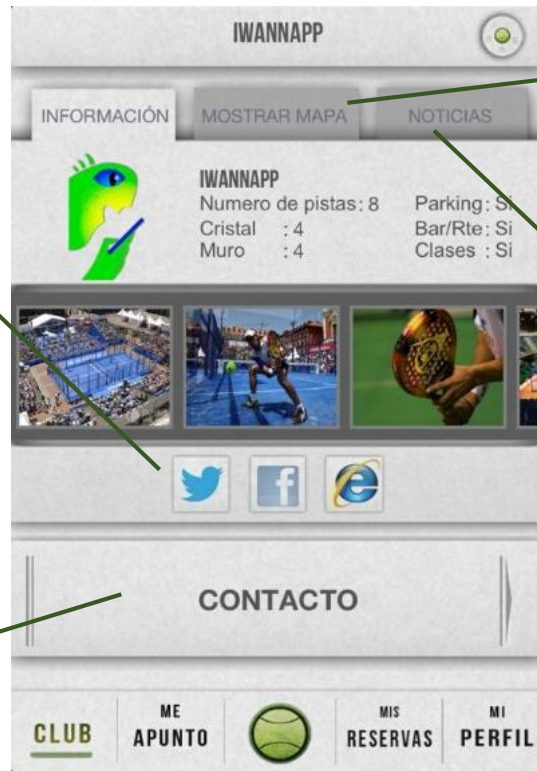 IWANNAPP
INFORMACIÓN MOSTRAR MAPA NOTICIAS
IWANNAPP
Numero de pistas: 8 Parking: Si
Cristal : 4 Bar/Rte: Si
Muro : 4 Clases : Si
CONTACTO
CLUB ME APUNTO MIS RESERVAS MI PERFIL